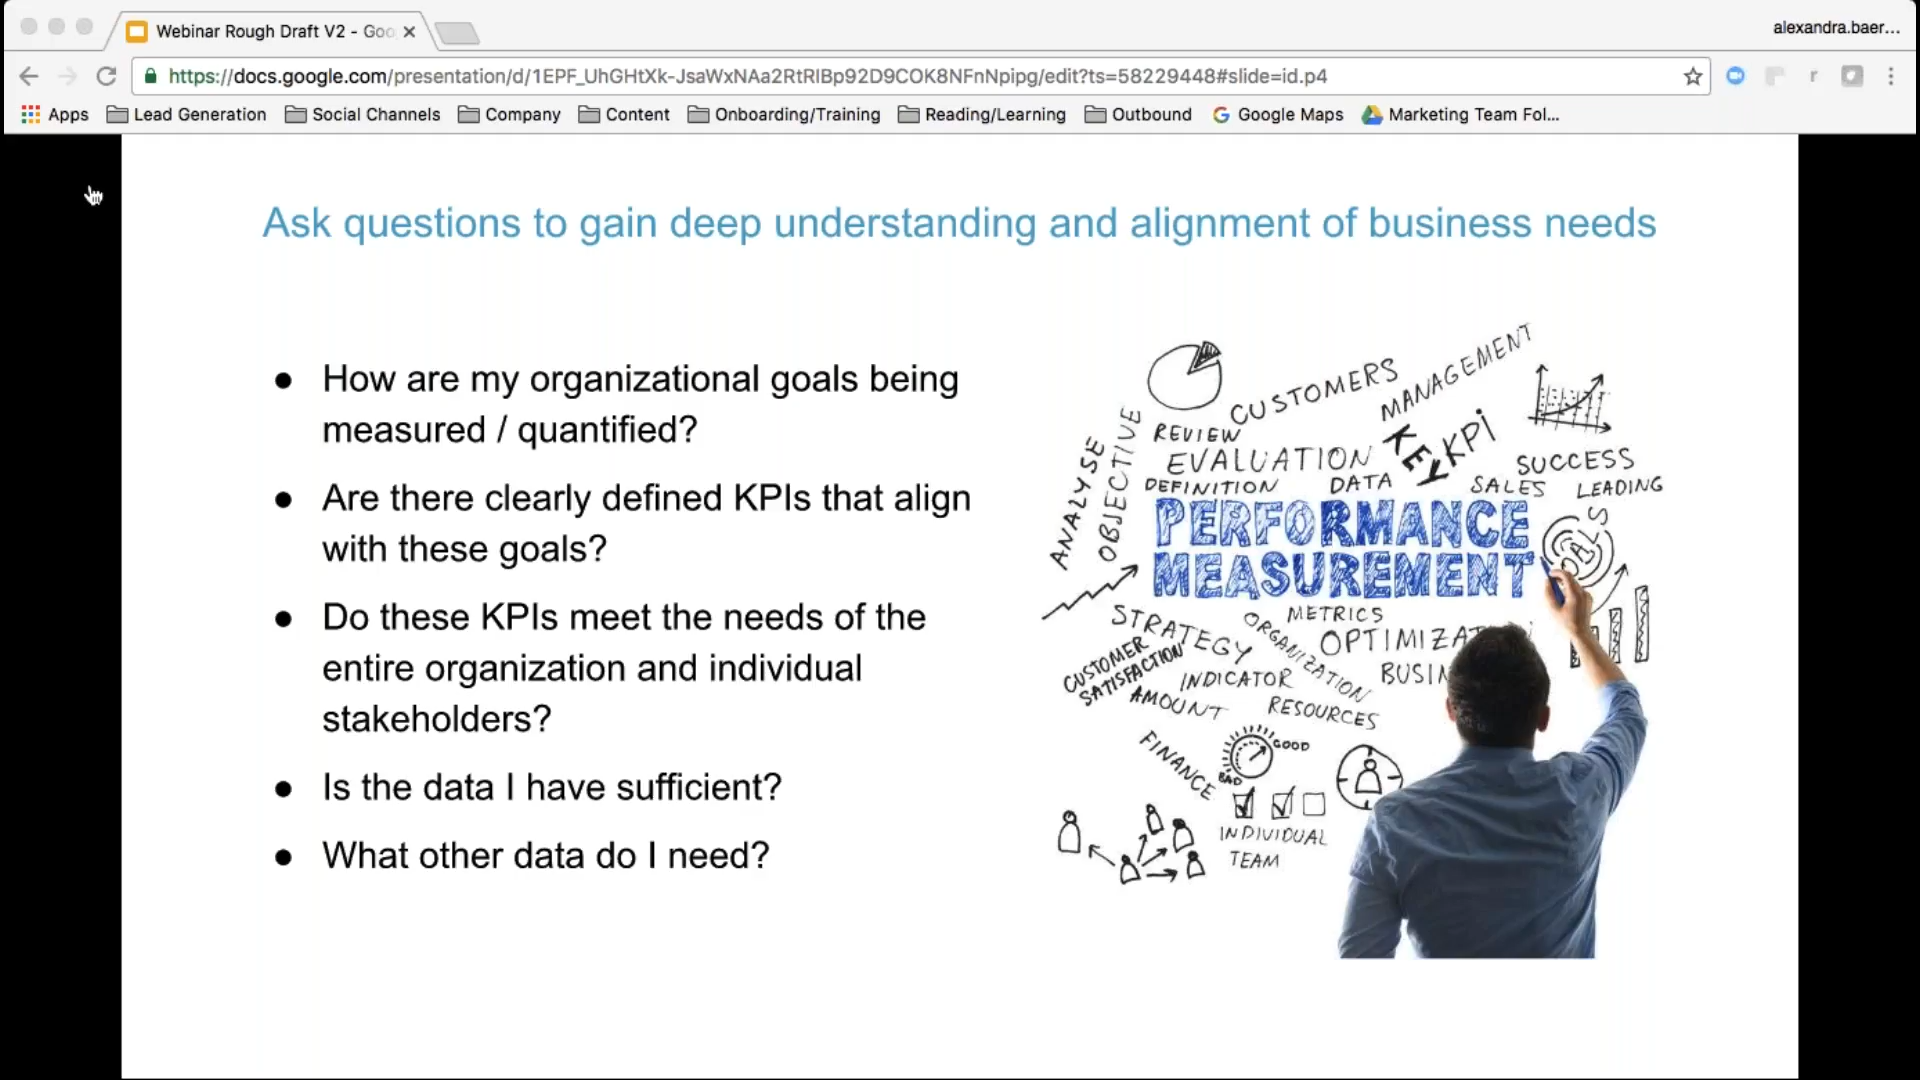 Webinar Rough Draft V2 - Goo
alexandra.baer...
https://docs.google.com/presentation/d/1EPF_UhGHtXk-JsaWxNAa2RtRIBp92D9COK8NFnNpipg/edit?ts=58229448#slide=id.p4
r
Apps Lead Generation Social Channels Company Content Onboarding/Training Reading/Learning Outbound Google Maps Marketing Team Fol...
Ask questions to gain deep understanding and alignment of business needs
● How are my organizational goals being
measured / quantified?
● Are there clearly defined KPIs that align
with these goals?
● Do these KPIs meet the needs of the
entire organization and individual
stakeholders?
● Is the data I have sufficient?
● What other data do I need?
CUSTOMERS
MANAGEMENT
ANALYSE
OBJECTIVE
REVIEW
KEY
KPI
EVALUATION
SUCCESS
DEFINITION
DATA
SALES
LEADING
PERFORMANCE
MEASUREMENT
GOALS
STRATEGY
METRICS
ORGANIZATION
OPTIMIZAT
CUSTOMER
SATISFACTION
INDICATOR
BUSIN
AMOUNT
RESOURCES
FINANCE
GOOD
BAD
INDIVIDUAL
TEAM